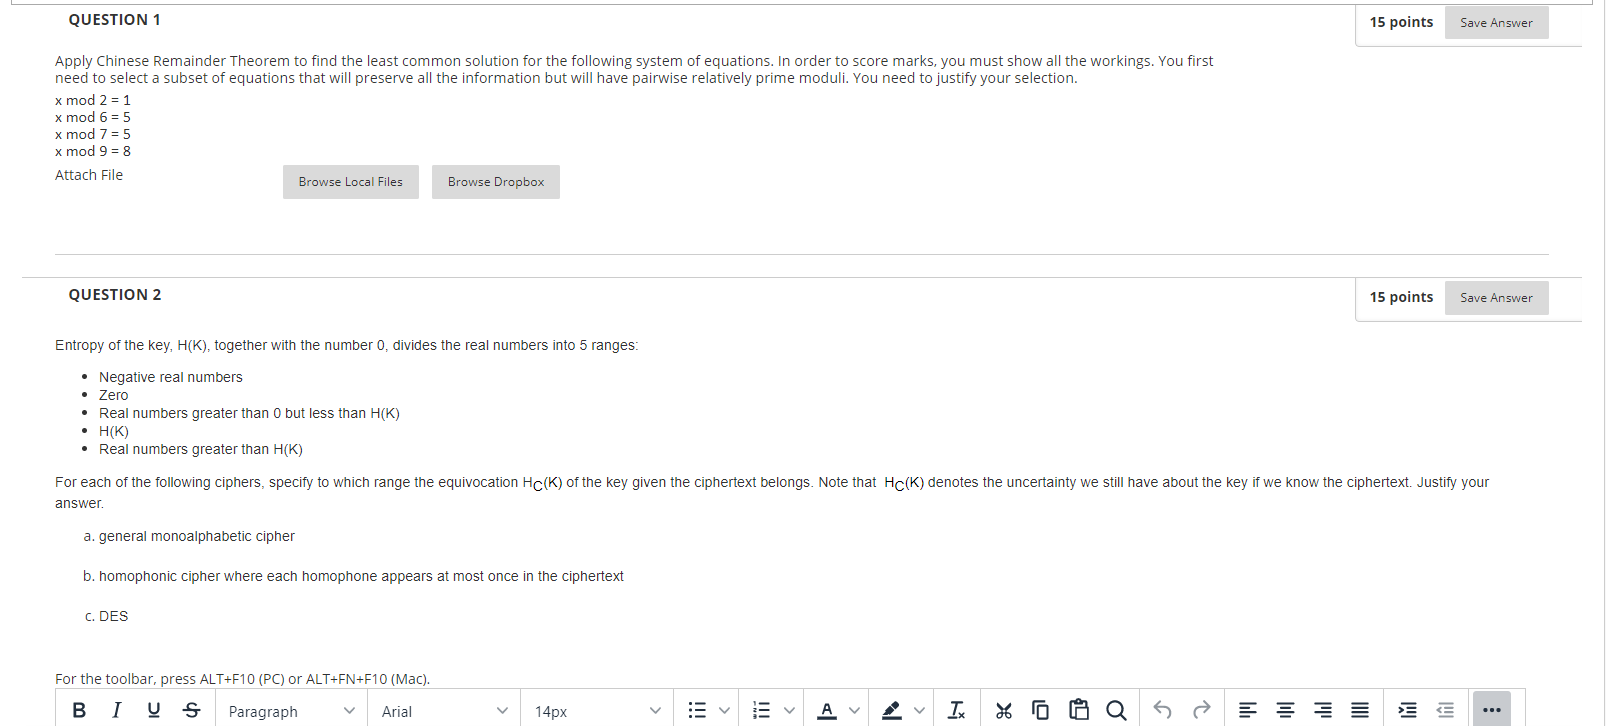 QUESTION 1
15 points
Save Answer
Apply Chinese Remainder Theorem to find the least common solution for the following system of equations. In order to score marks, you must show all the workings. You first
need to select a subset of equations that will preserve all the information but will have pairwise relatively prime moduli. You need to justify your selection.
x mod 2 = 1
x mod 6 = 5
x mod 7 = 5
x mod 9 = 8
Attach File
Browse Local Files
Browse Dropbox
QUESTION 2
15 points
Save Answer
Entropy of the key, H(K), together with the number 0, divides the real numbers into 5 ranges:
• Negative real numbers
• Zero
• Real numbers greater than 0 but less than H(K)
• H(K)
• Real numbers greater than H(K)
For each of the following ciphers, specify to which range the equivocation HC(K) of the key given the ciphertext belongs. Note that HC(K) denotes the uncertainty we still have about the key if we know the ciphertext. Justify your
answer.
a. general monoalphabetic cipher
b. homophonic cipher where each homophone appears at most once in the ciphertext
c. DES
For the toolbar, press ALT+F10 (PC) or ALT+FN+F10 (Mac).
B I U S Paragraph Arial 14px A